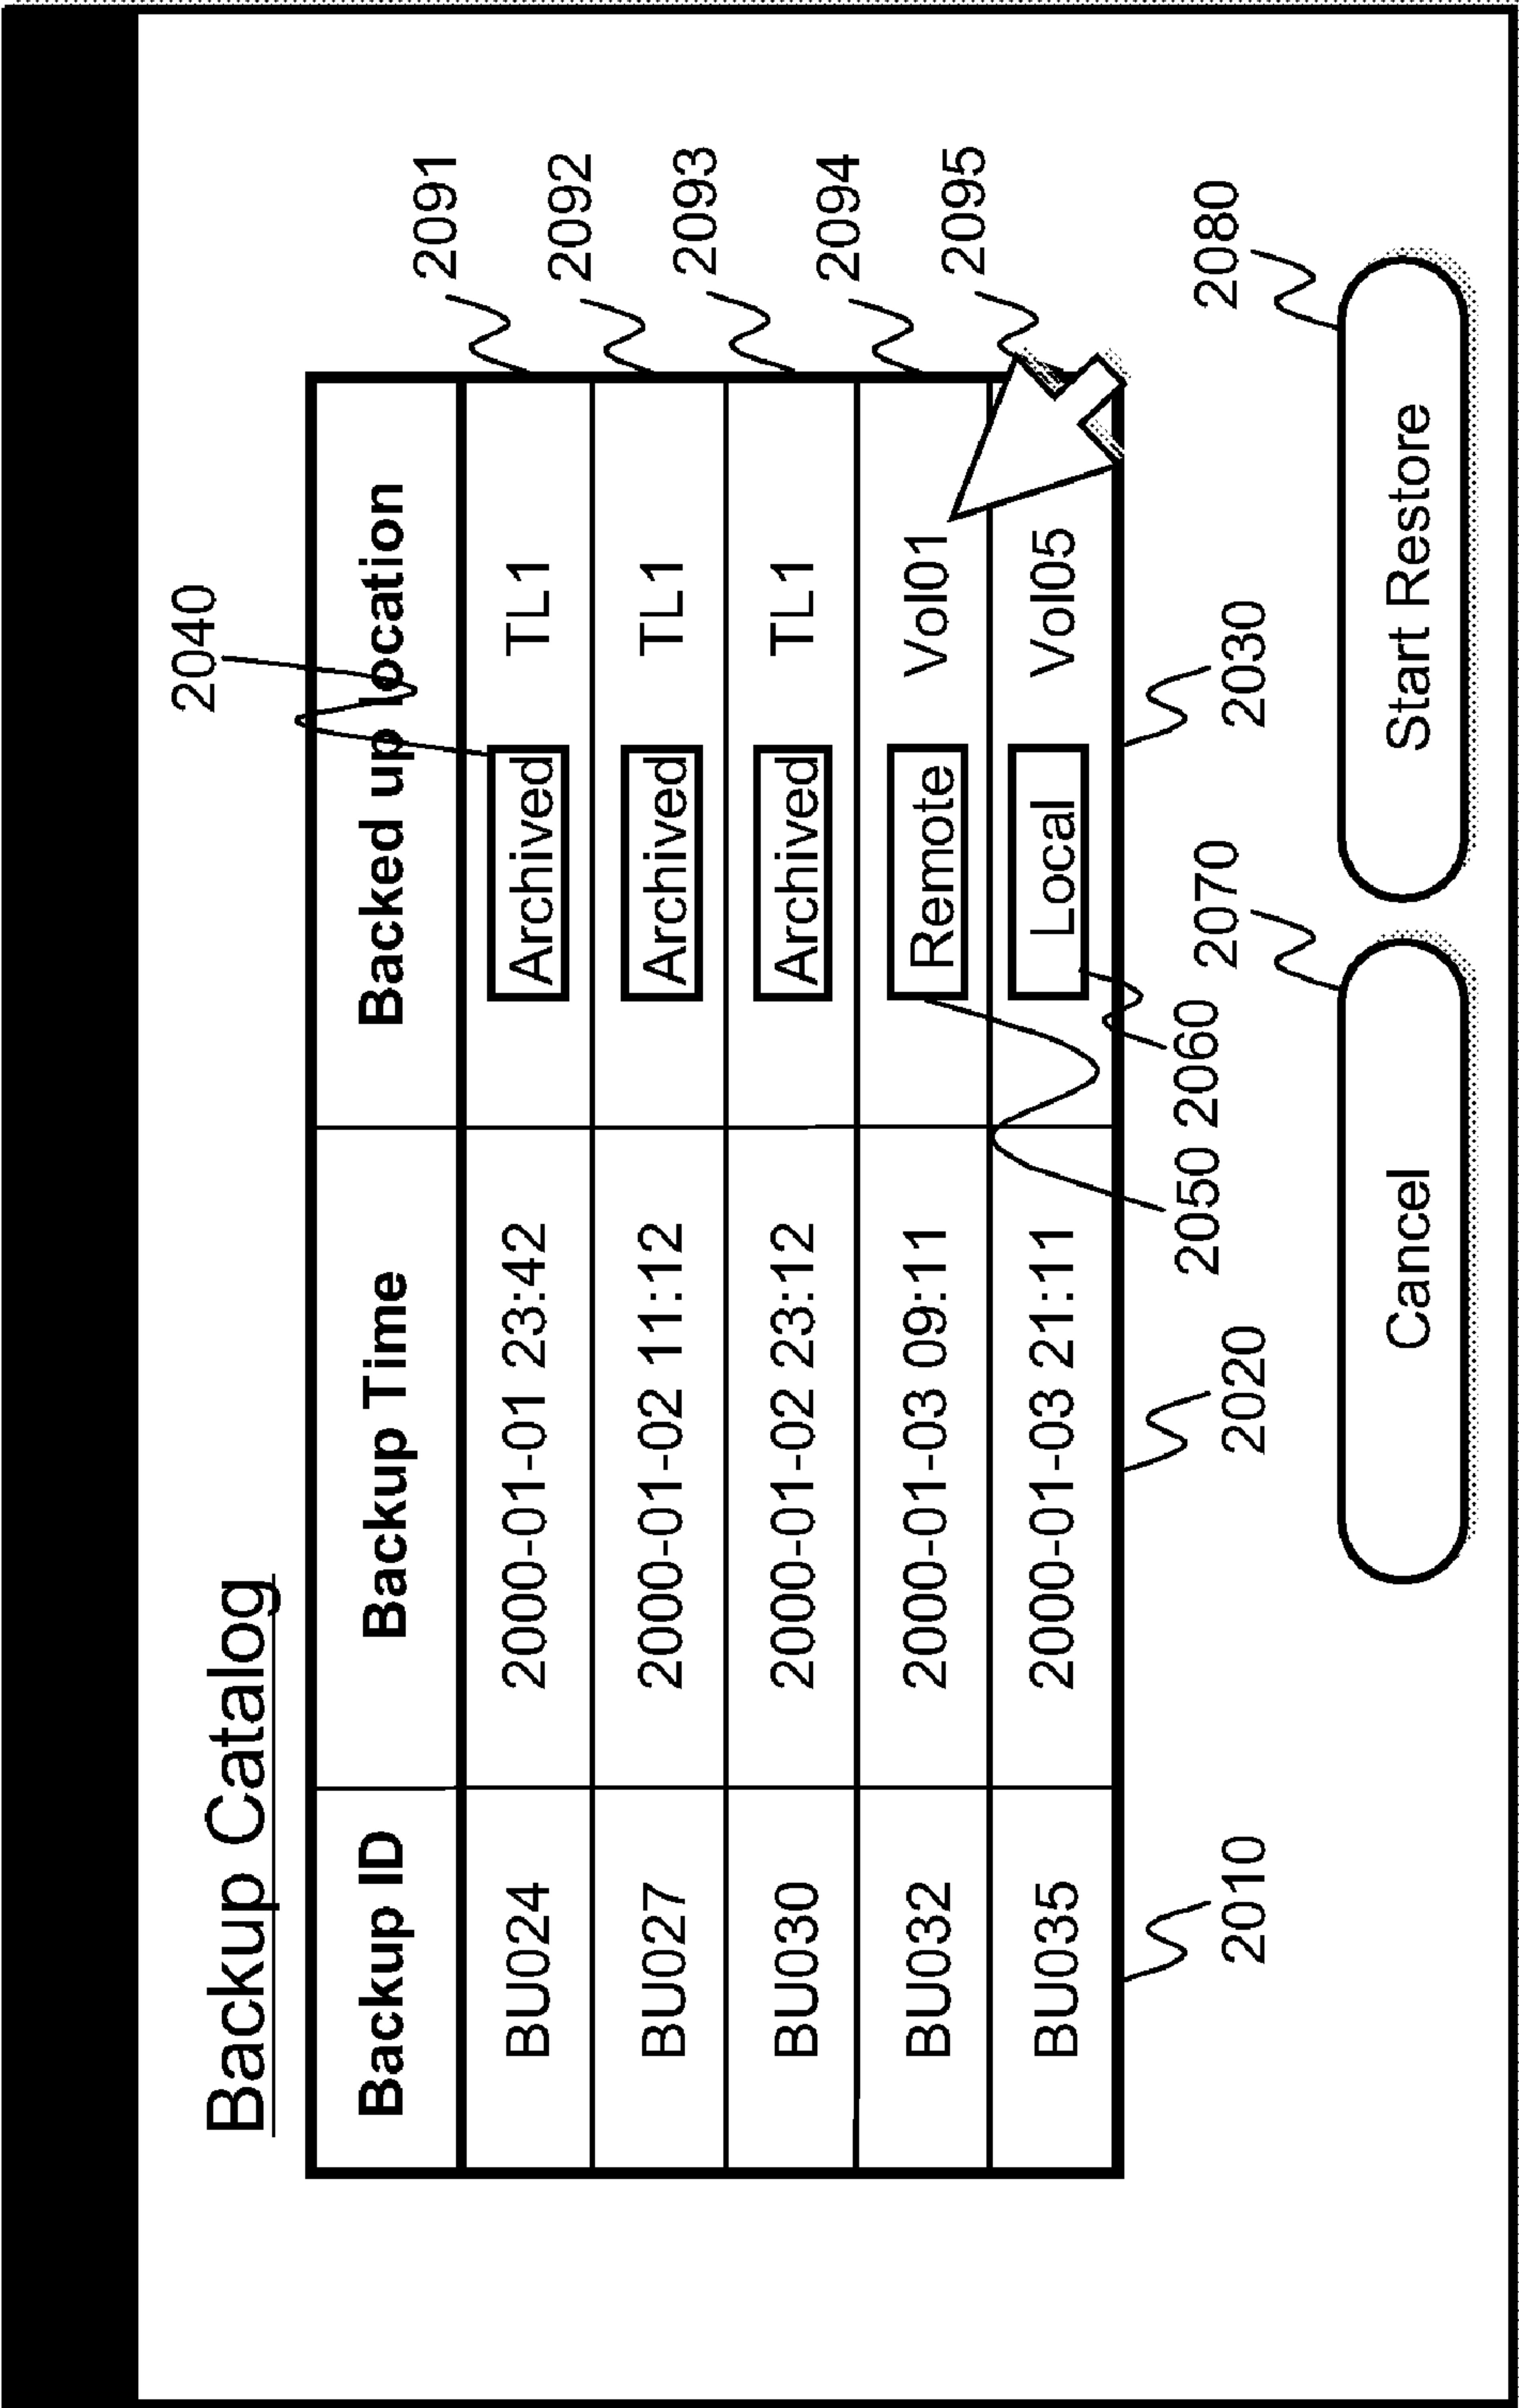 Backup Catalog
2040
Backup ID Backup Time Backed up location
BU024 2000-01-01 23:42 Archived TL1 2091
BU027 2000-01-02 11:12 Archived TL1 2092
BU030 2000-01-02 23:12 Archived TL1 2093
BU032 2000-01-03 09:11 Remote Vol01 2094
BU035 2000-01-03 21:11 Local Vol05 2095
2050 2060
2010 2020 2070 2030 2080
Cancel Start Restore